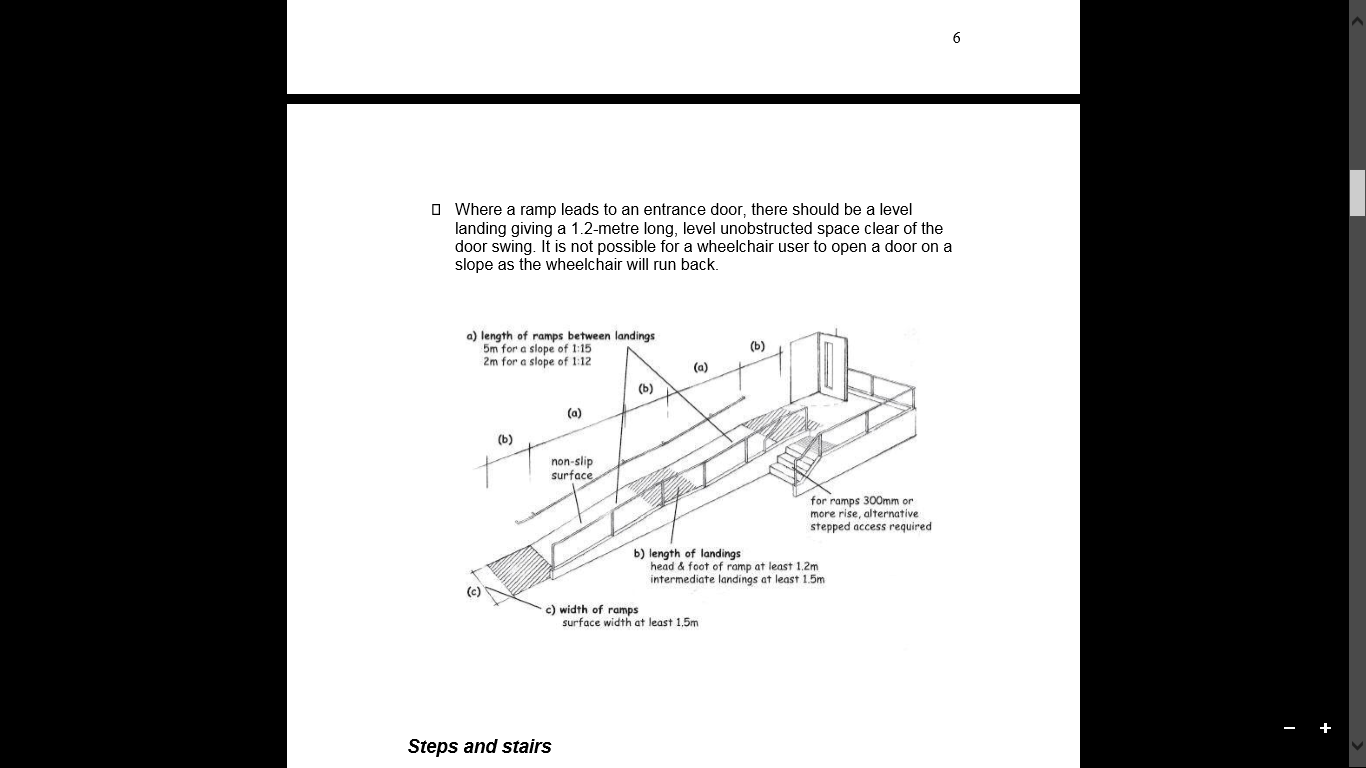 6
Where a ramp leads to an entrance door, there should be a level
landing giving a 1.2-metre long, level unobstructed space clear of the
door swing. It is not possible for a wheelchair user to open a door on a
slope as the wheelchair will run back.
a) length of ramps between landings
5m for a slope of 1:15
2m for a slope of 1:12
(b)
(a)
(b)
(a)
(b)
non-slip
surface
for ramps 300mm or
more rise, alternative
stepped access required
b) length of landings
head & foot of ramp at least 1.2m
intermediate landings at least 1.5m
(c)
c) width of ramps
surface width at least 1.5m
Steps and stairs